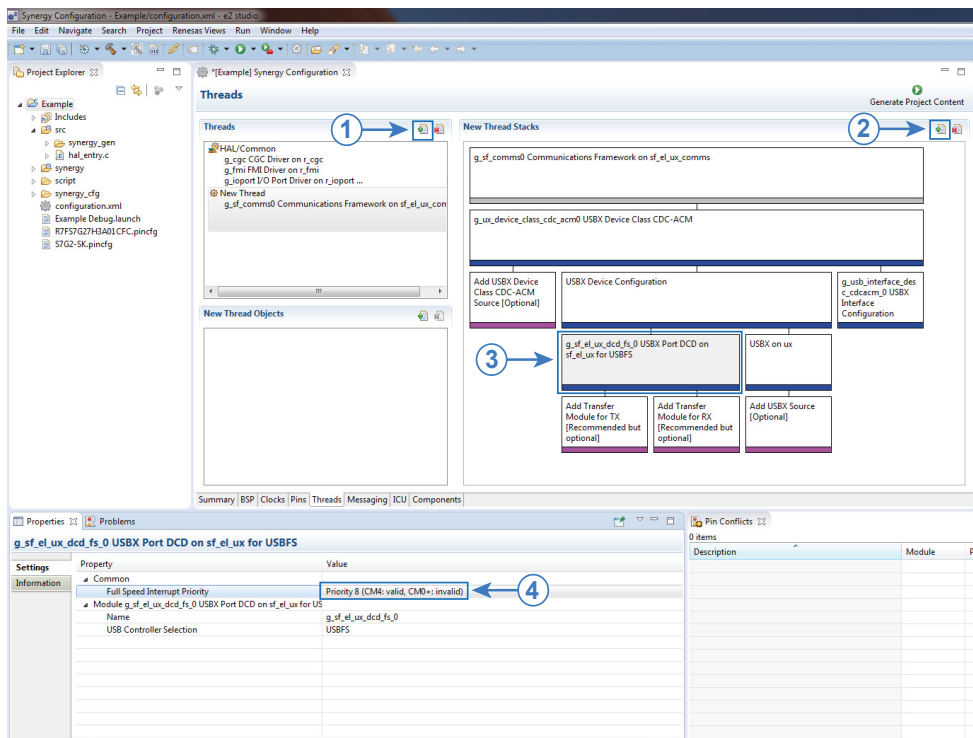 Synergy Configuration - Example/configuration.xml - e2 studio
File Edit Navigate Search Project Renesas Views Run Window Help
Project Explorer
Example
Includes
src
synergy_gen
hal_entry.c
synergy
script
synergy_cfg
configuration.xml
Example Debug.launch
R7FS7G27H3A01CFC.pincfg
S7G2-SK.pincfg
*[Example] Synergy Configuration
Threads
Generate Project Content
Threads
1
HAL/Common
g_cgc CGC Driver on r_cgc
g_fmi FMI Driver on r_fmi
g_ioport I/O Port Driver on r_ioport ...
New Thread
g_sf_comms0 Communications Framework on sf_el_ux_com
New Thread Objects
New Thread Stacks
2
g_sf_comms0 Communications Framework on sf_el_ux_comms
g_ux_device_class_cdc_acm0 USBX Device Class CDC-ACM
Add USBX Device
Class CDC-ACM
Source [Optional]
USBX Device Configuration
g_usb_interface_des
c_cdcacm_0 USBX
Interface
Configuration
3
g_sf_el_ux_dcd_fs_0 USBX Port DCD on
sf_el_ux for USBFS
USBX on ux
Add Transfer
Module for TX
[Recommended but
optional]
Add Transfer
Module for RX
[Recommended but
optional]
Add USBX Source
[Optional]
Summary BSP Clocks Pins Threads Messaging ICU Components
Properties Problems
g_sf_el_ux_dcd_fs_0 USBX Port DCD on sf_el_ux for USBFS
Settings
Information
Property Value
Common
Full Speed Interrupt Priority Priority 8 (CM4: valid, CM0+: invalid)
4
Module g_sf_el_ux_dcd_fs_0 USBX Port DCD on sf_el_ux for US
Name g_sf_el_ux_dcd_fs_0
USB Controller Selection USBFS
Pin Conflicts
0 items
Description Module P